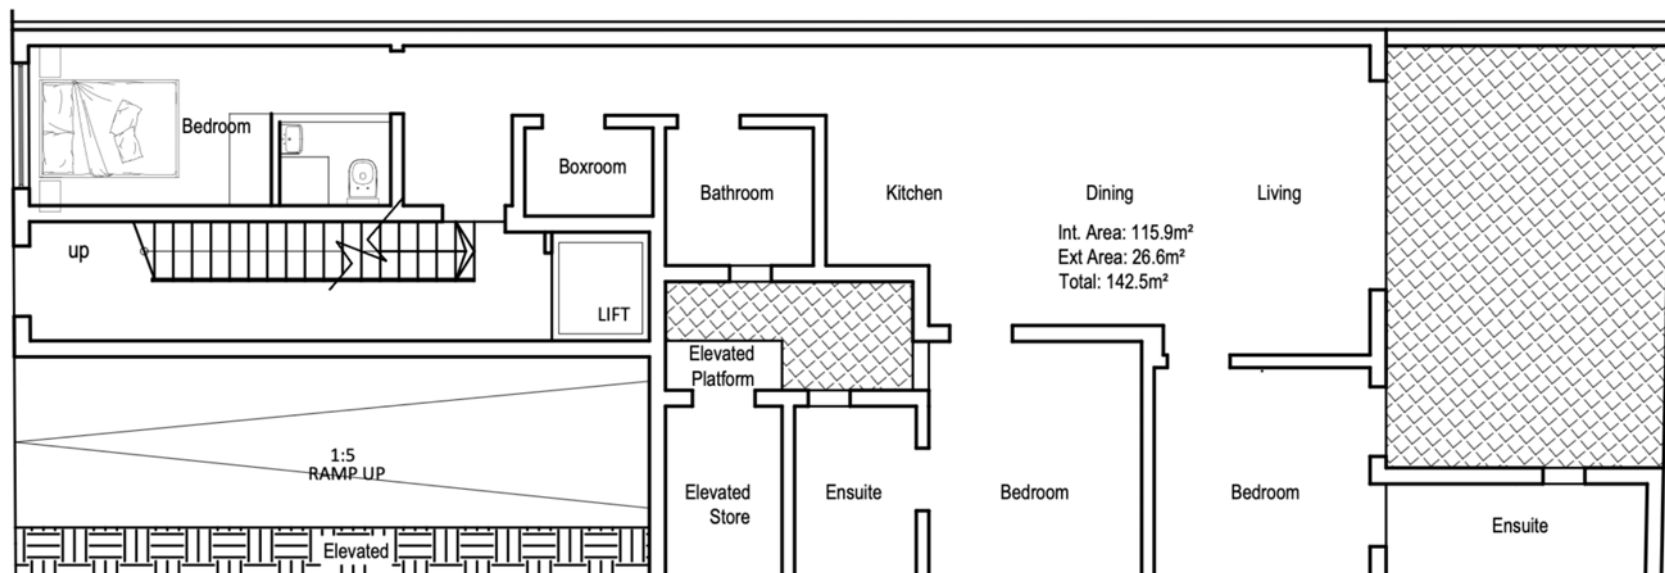 Bedroom
Boxroom
Bathroom
Kitchen
Dining
Living
Int. Area: 115.9m²
Ext Area: 26.6m²
Total: 142.5m²
up
LIFT
Elevated
Platform
1:5
RAMP UP
Elevated
Store
Ensuite
Bedroom
Bedroom
Ensuite
Elevated